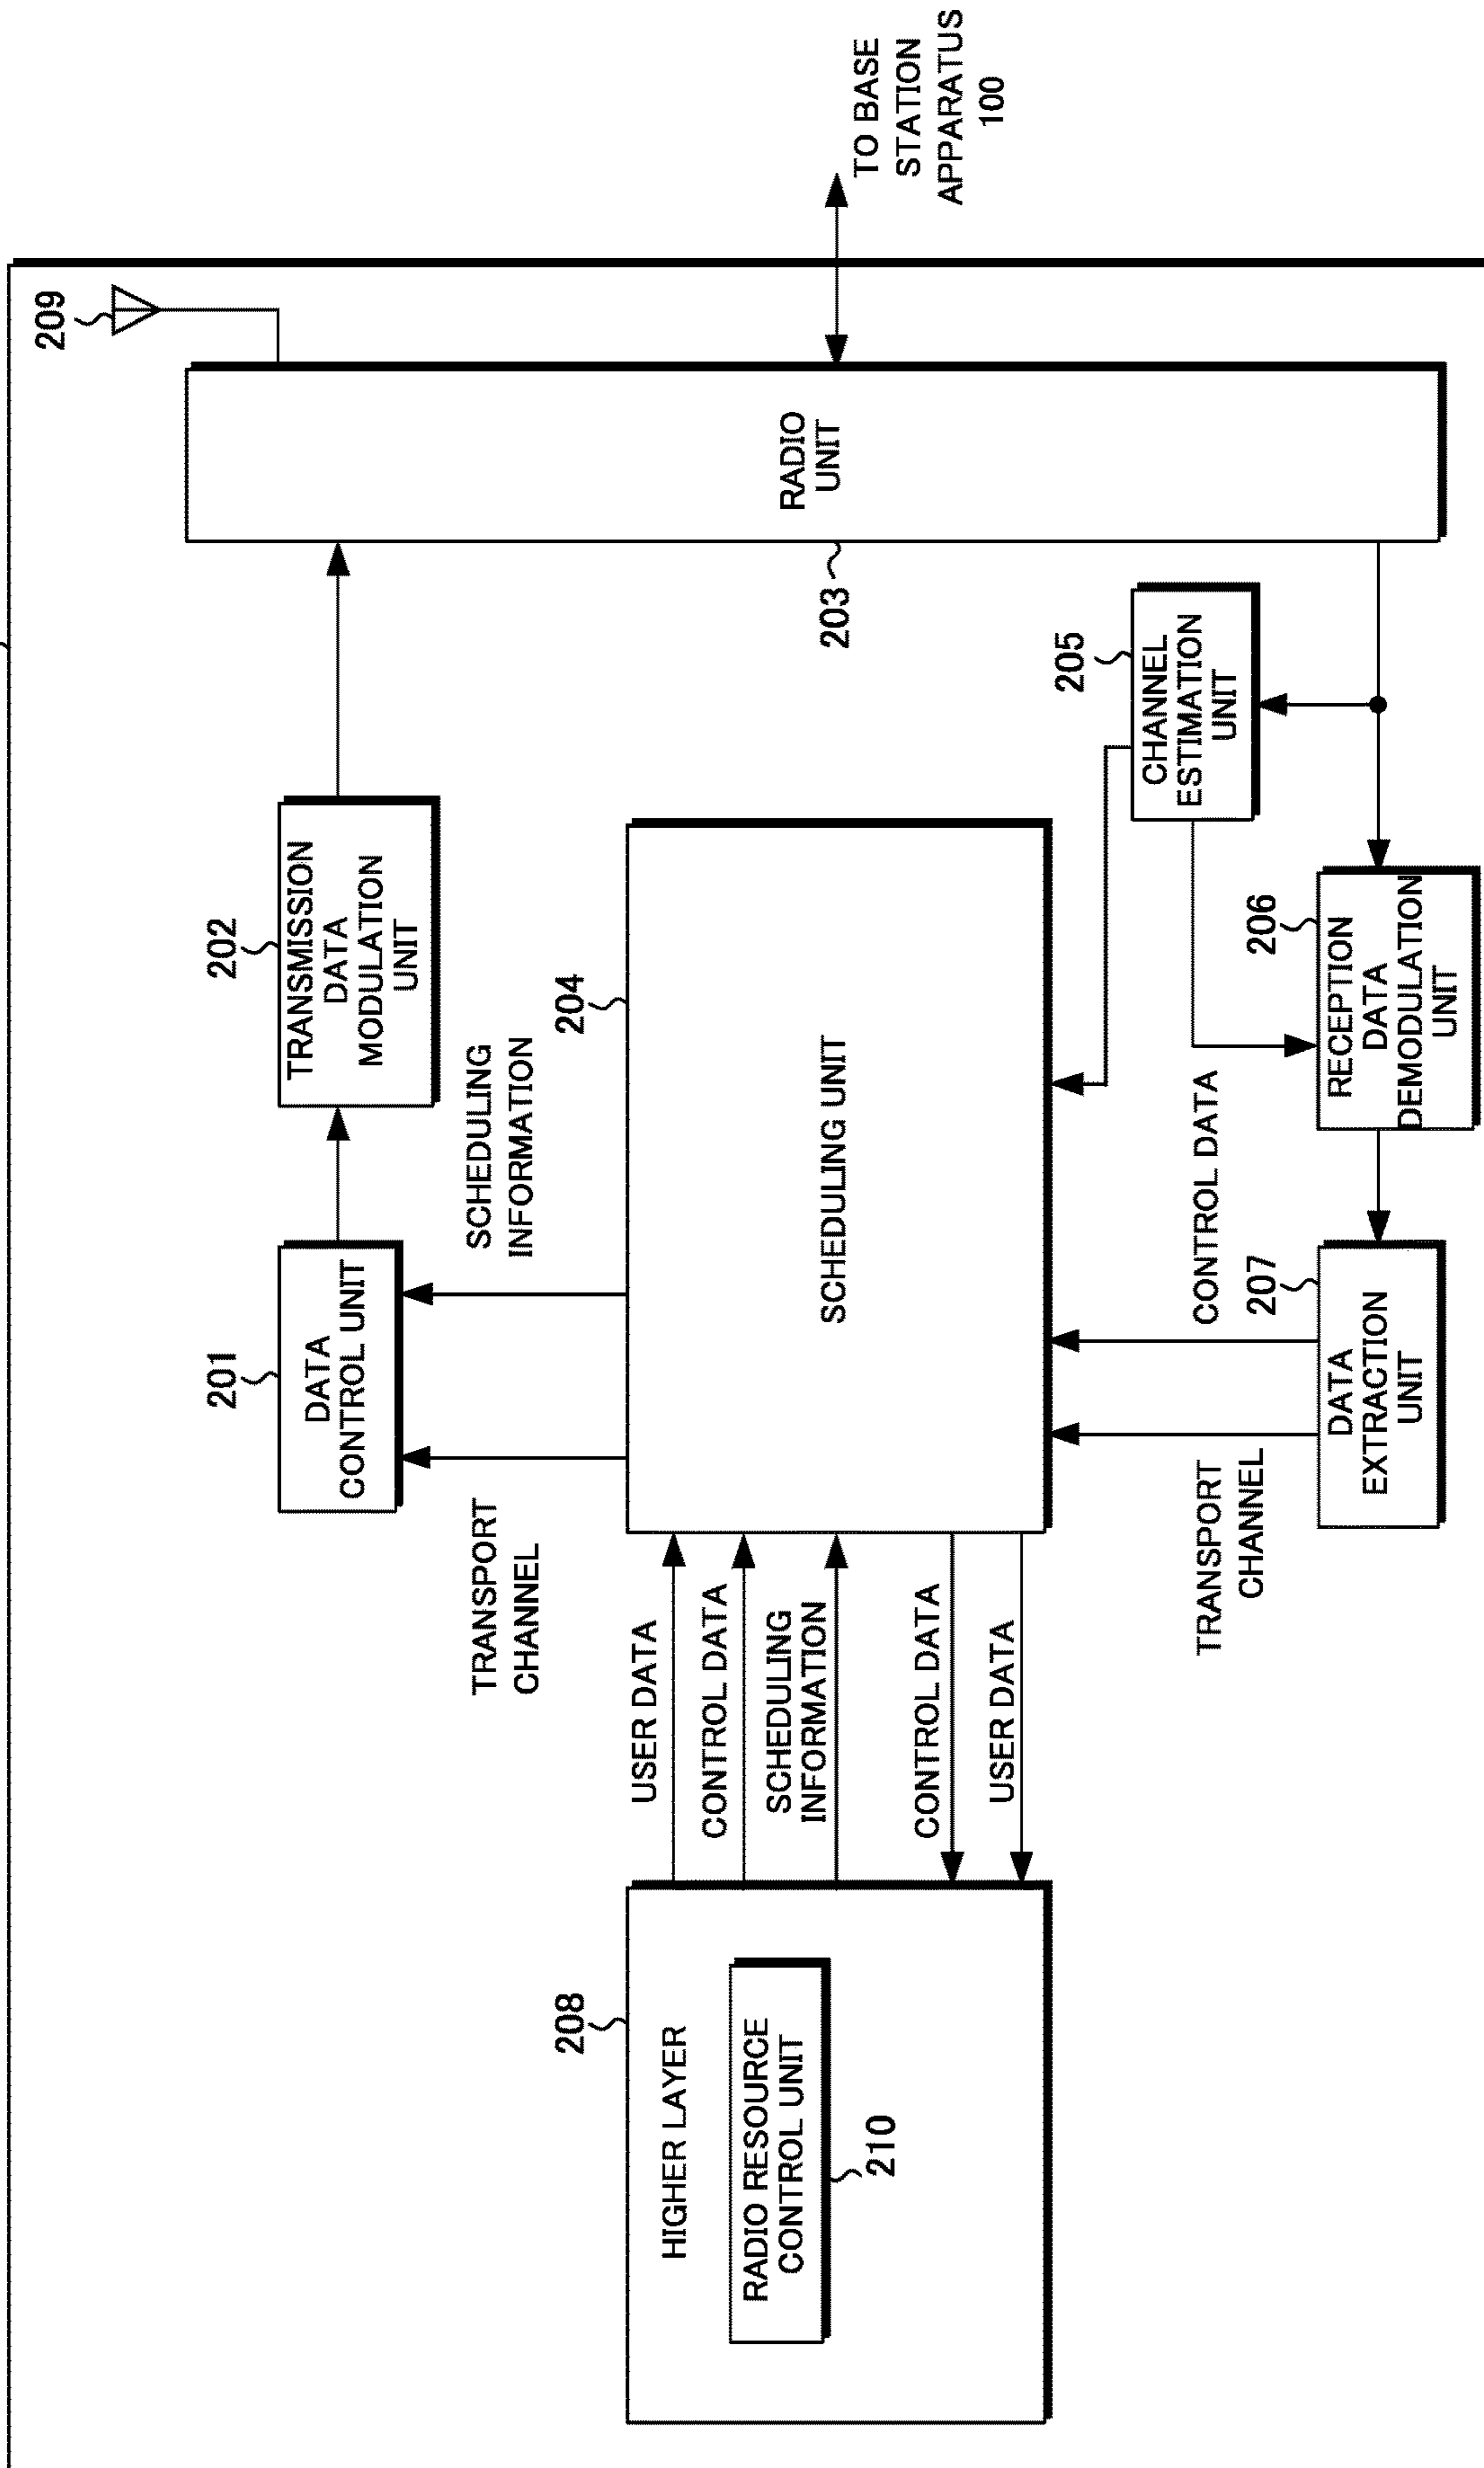 209
TO BASE
STATION
APPARATUS
100
RADIO
UNIT
203
202
TRANSMISSION
DATA
MODULATION
UNIT
201
DATA
CONTROL UNIT
SCHEDULING
INFORMATION
TRANSPORT
CHANNEL
204
SCHEDULING UNIT
205
CHANNEL
ESTIMATION
UNIT
206
RECEPTION
DATA
DEMODULATION
UNIT
207
DATA
EXTRACTION
UNIT
CONTROL DATA
TRANSPORT
CHANNEL
USER DATA
CONTROL DATA
SCHEDULING
INFORMATION
CONTROL DATA
USER DATA
208
HIGHER LAYER
RADIO RESOURCE
CONTROL UNIT
210